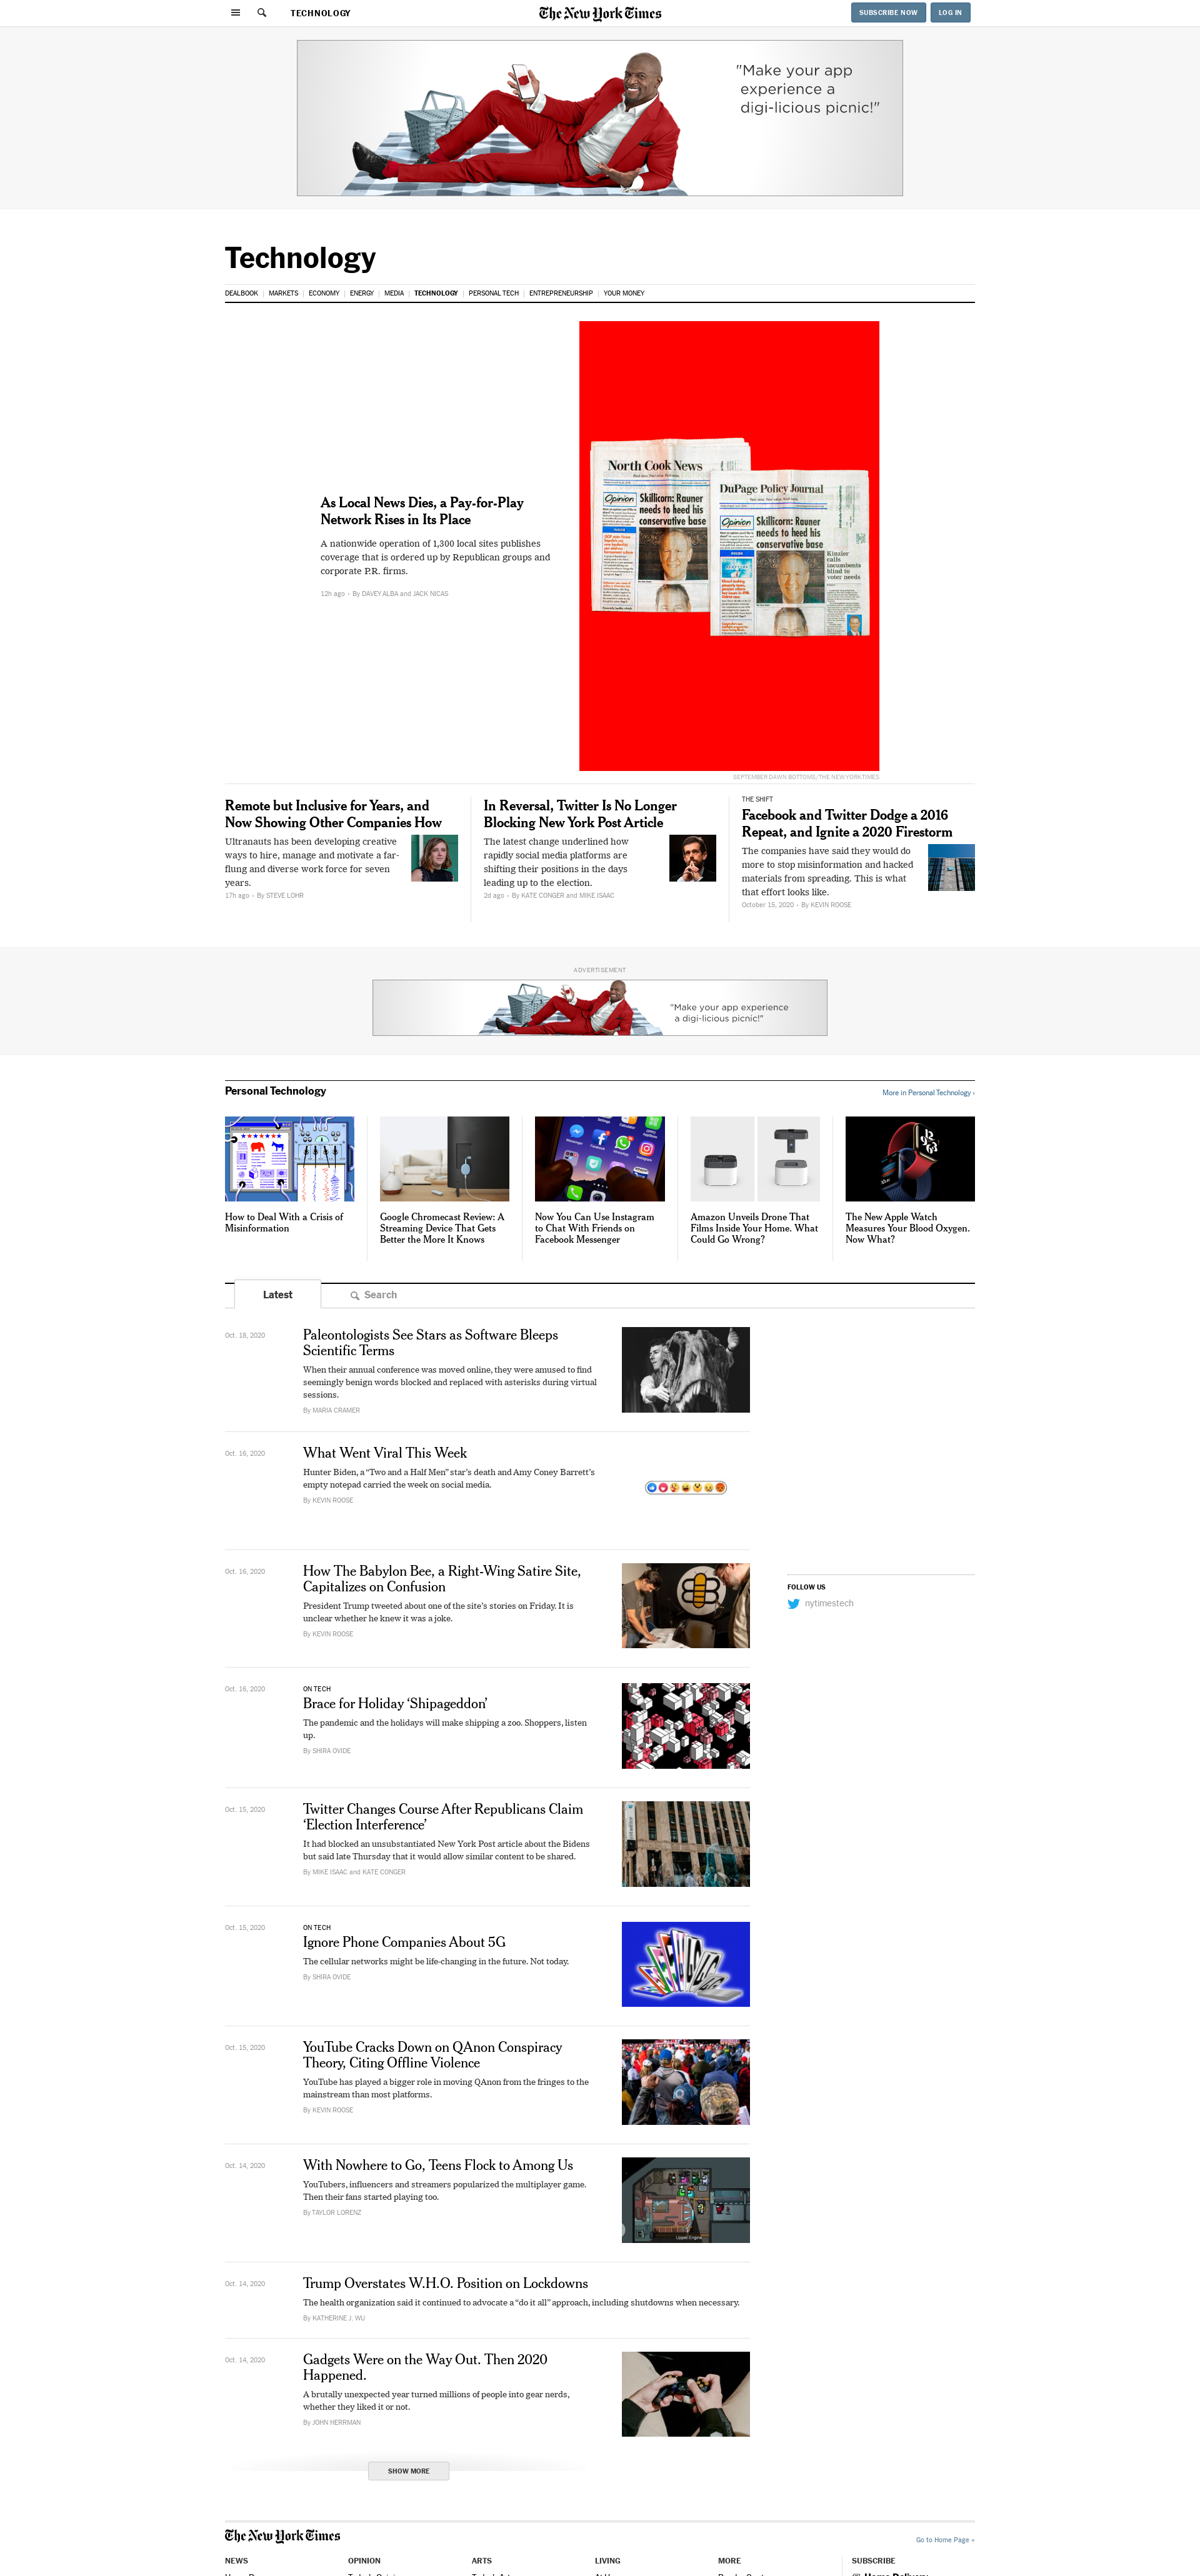 TECHNOLOGY
The New York Times
SUBSCRIBE NOW
LOG IN
"Make your app
experience a
digi-licious picnic!"
Technology
DEALBOOK
MARKETS
ECONOMY
ENERGY
MEDIA
TECHNOLOGY
PERSONAL TECH
ENTREPRENEURSHIP
YOUR MONEY
As Local News Dies, a Pay-for-Play
Network Rises in Its Place
A nationwide operation of 1,300 local sites publishes
coverage that is ordered up by Republican groups and
corporate P.R. firms.
12h ago • By DAVEY ALBA and JACK NICAS
North Cook News
Opinion
Skillicorn: Rauner
needs to heed his
conservative base
DuPage Policy Journal
Opinion
Skillicorn: Rauner
needs to heed his
conservative base
Kinzler
calls
incumbents
blind to
voter needs
SEPTEMBER DAWN BOTTOMS/THE NEW YORK TIMES
Remote but Inclusive for Years, and
Now Showing Other Companies How
Ultranauts has been developing creative
ways to hire, manage and motivate a far-
flung and diverse work force for seven
years.
17h ago • By STEVE LOHR
In Reversal, Twitter Is No Longer
Blocking New York Post Article
The latest change underlined how
rapidly social media platforms are
shifting their positions in the days
leading up to the election.
2d ago • By KATE CONGER and MIKE ISAAC
THE SHIFT
Facebook and Twitter Dodge a 2016
Repeat, and Ignite a 2020 Firestorm
The companies have said they would do
more to stop misinformation and hacked
materials from spreading. This is what
that effort looks like.
October 15, 2020 • By KEVIN ROOSE
ADVERTISEMENT
"Make your app experience
a digi-licious picnic!"
Personal Technology
More in Personal Technology ›
How to Deal With a Crisis of
Misinformation
Google Chromecast Review: A
Streaming Device That Gets
Better the More It Knows
Now You Can Use Instagram
to Chat With Friends on
Facebook Messenger
Amazon Unveils Drone That
Films Inside Your Home. What
Could Go Wrong?
The New Apple Watch
Measures Your Blood Oxygen.
Now What?
Latest
Search
Oct. 18, 2020
Paleontologists See Stars as Software Bleeps
Scientific Terms
When their annual conference was moved online, they were amused to find
seemingly benign words blocked and replaced with asterisks during virtual
sessions.
By MARIA CRAMER
Oct. 16, 2020
What Went Viral This Week
Hunter Biden, a “Two and a Half Men” star’s death and Amy Coney Barrett’s
empty notepad carried the week on social media.
By KEVIN ROOSE
Oct. 16, 2020
How The Babylon Bee, a Right-Wing Satire Site,
Capitalizes on Confusion
President Trump tweeted about one of the site’s stories on Friday. It is
unclear whether he knew it was a joke.
By KEVIN ROOSE
FOLLOW US
nytimestech
Oct. 16, 2020
ON TECH
Brace for Holiday ‘Shipageddon’
The pandemic and the holidays will make shipping a zoo. Shoppers, listen
up.
By SHIRA OVIDE
Oct. 15, 2020
Twitter Changes Course After Republicans Claim
‘Election Interference’
It had blocked an unsubstantiated New York Post article about the Bidens
but said late Thursday that it would allow similar content to be shared.
By MIKE ISAAC and KATE CONGER
Oct. 15, 2020
ON TECH
Ignore Phone Companies About 5G
The cellular networks might be life-changing in the future. Not today.
By SHIRA OVIDE
Oct. 15, 2020
YouTube Cracks Down on QAnon Conspiracy
Theory, Citing Offline Violence
YouTube has played a bigger role in moving QAnon from the fringes to the
mainstream than most platforms.
By KEVIN ROOSE
Oct. 14, 2020
With Nowhere to Go, Teens Flock to Among Us
YouTubers, influencers and streamers popularized the multiplayer game.
Then their fans started playing too.
By TAYLOR LORENZ
Upper Engine
Oct. 14, 2020
Trump Overstates W.H.O. Position on Lockdowns
The health organization said it continued to advocate a “do it all” approach, including shutdowns when necessary.
By KATHERINE J. WU
Oct. 14, 2020
Gadgets Were on the Way Out. Then 2020
Happened.
A brutally unexpected year turned millions of people into gear nerds,
whether they liked it or not.
By JOHN HERRMAN
SHOW MORE
The New York Times
Go to Home Page »
NEWS
OPINION
ARTS
LIVING
MORE
SUBSCRIBE